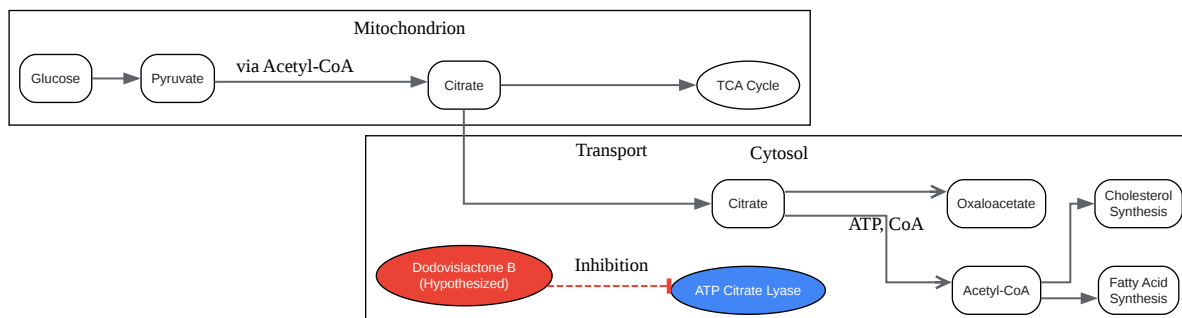 Mitochondrion
Glucose
Pyruvate
via Acetyl-CoA
Citrate
TCA Cycle
Transport
Cytosol
Citrate
Oxaloacetate
Cholesterol
Synthesis
ATP, CoA
Dodovislactone B
(Hypothesized)
Inhibition
ATP Citrate Lyase
Acetyl-CoA
Fatty Acid
Synthesis